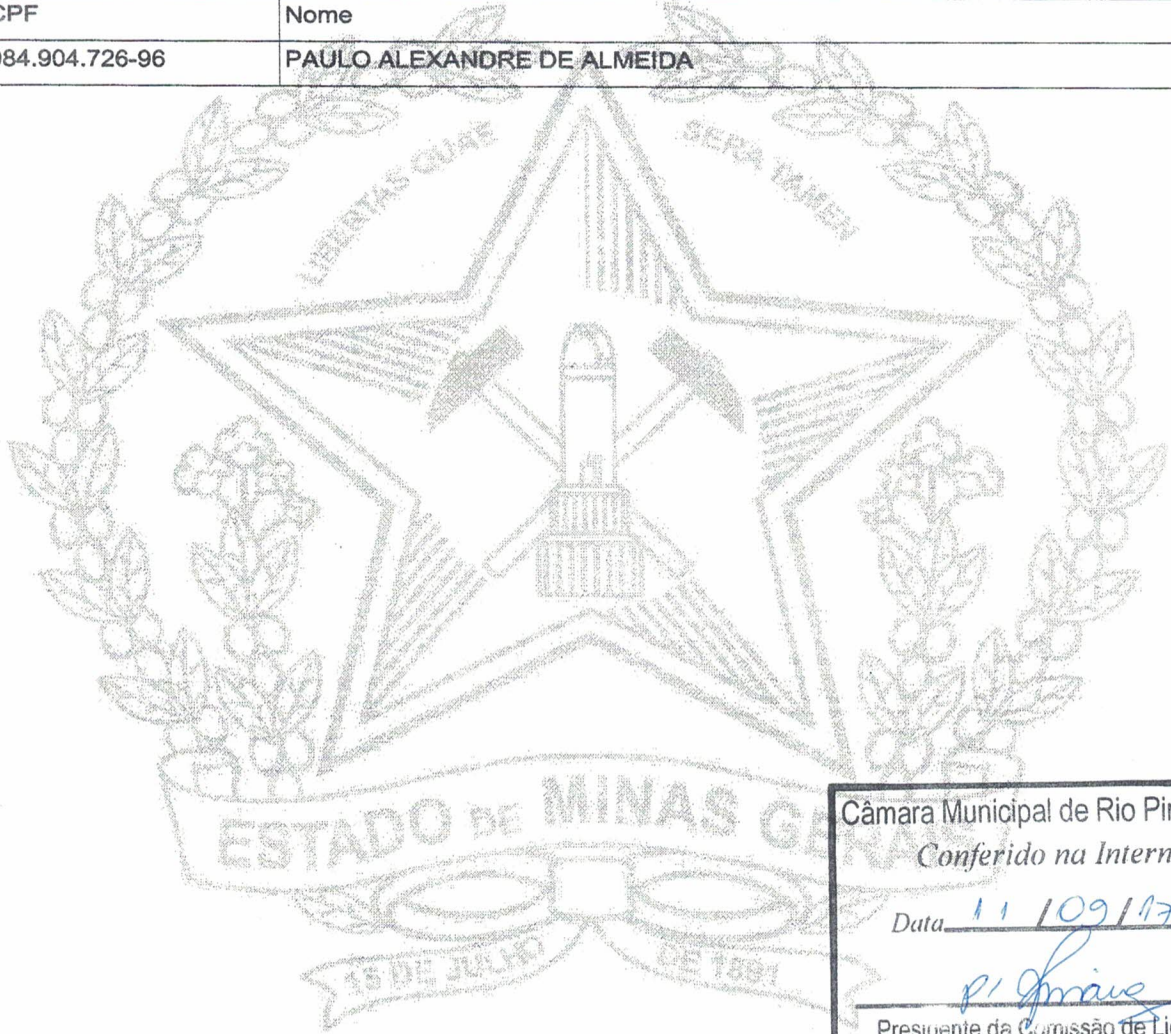 CPF Nome
084.904.726-96 PAULO ALEXANDRE DE ALMEIDA
LIBERTAS QUAE SERA TAMEN
ESTADO DE MINAS GERAIS
15 DE JULHO DE 1891
Câmara Municipal de Rio Pir
Conferido na Intern
Data 11/09/17
P/
Presidente da Comissão de Li